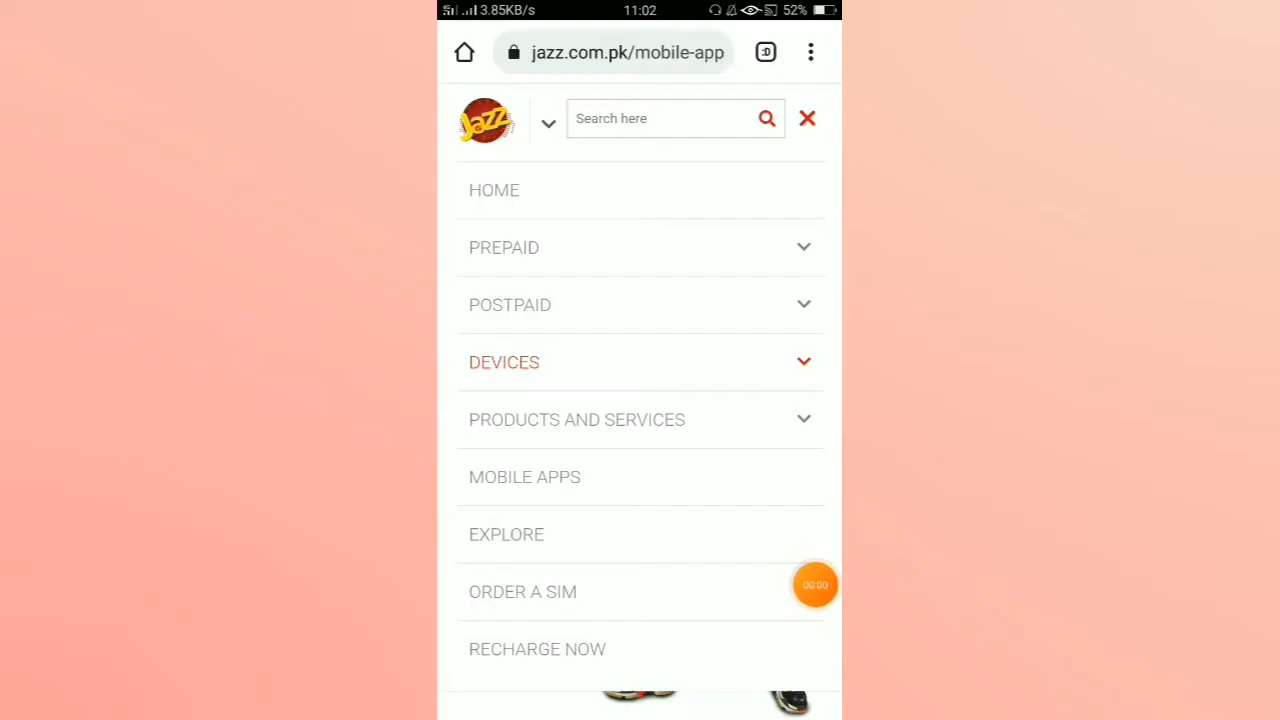 3.85KB/s 11:02 52%
jazz.com.pk/mobile-app :D
Jazz
Search here
HOME
PREPAID
POSTPAID
DEVICES
PRODUCTS AND SERVICES
MOBILE APPS
EXPLORE
00:00
ORDER A SIM
RECHARGE NOW